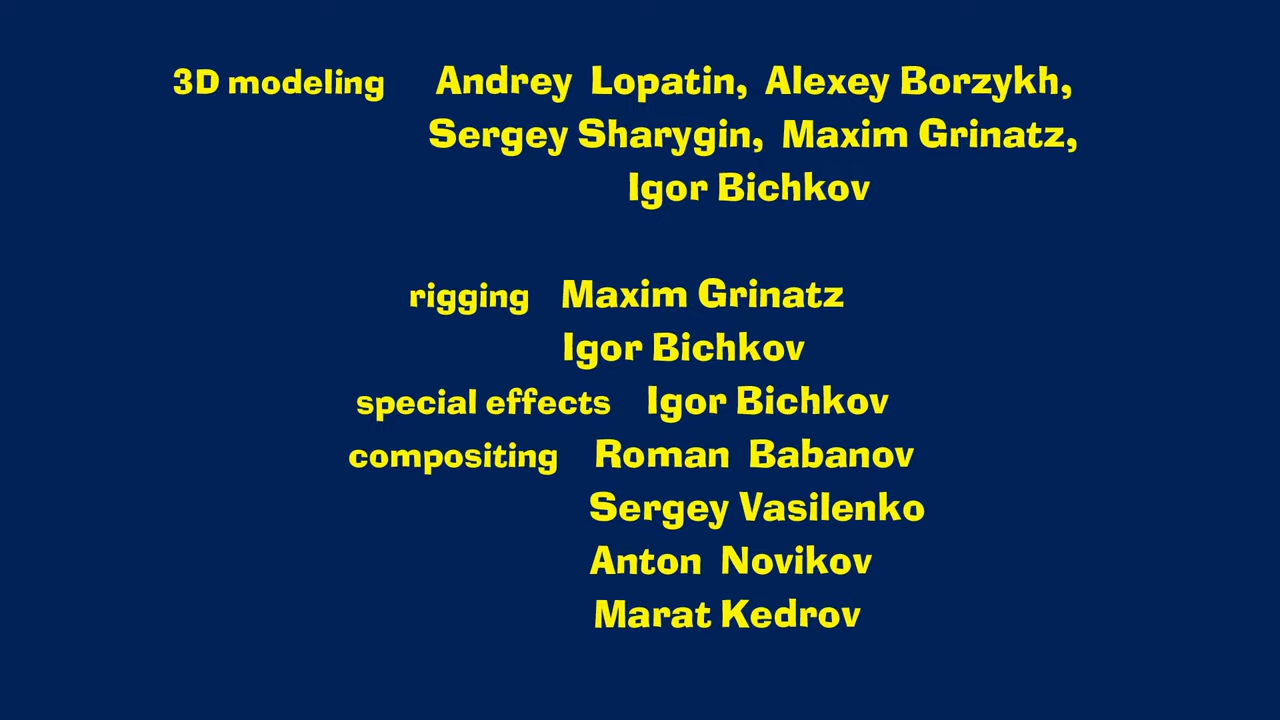 3D modeling Andrey Lopatin, Alexey Borzykh,
Sergey Sharygin, Maxim Grinatz,
Igor Bichkov
rigging Maxim Grinatz
Igor Bichkov
special effects Igor Bichkov
compositing Roman Babanov
Sergey Vasilenko
Anton Novikov
Marat Kedrov